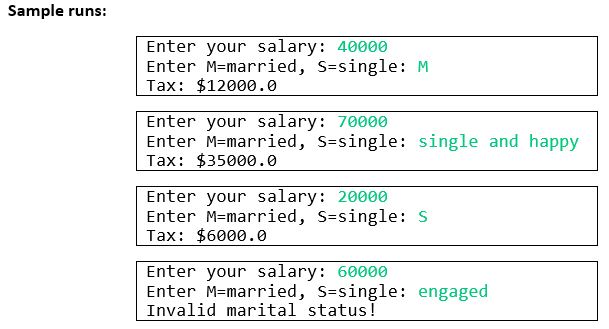 Sample runs:
Enter your salary: 40000
Enter M=married, S=single: M
Tax: $12000.0
Enter your salary: 70000
Enter M=married, S=single: single and happy
Tax: $35000.0
Enter your salary: 20000
Enter M=married, S=single: S
Tax: $6000.0
Enter your salary: 60000
Enter M=married, S=single: engaged
Invalid marital status!